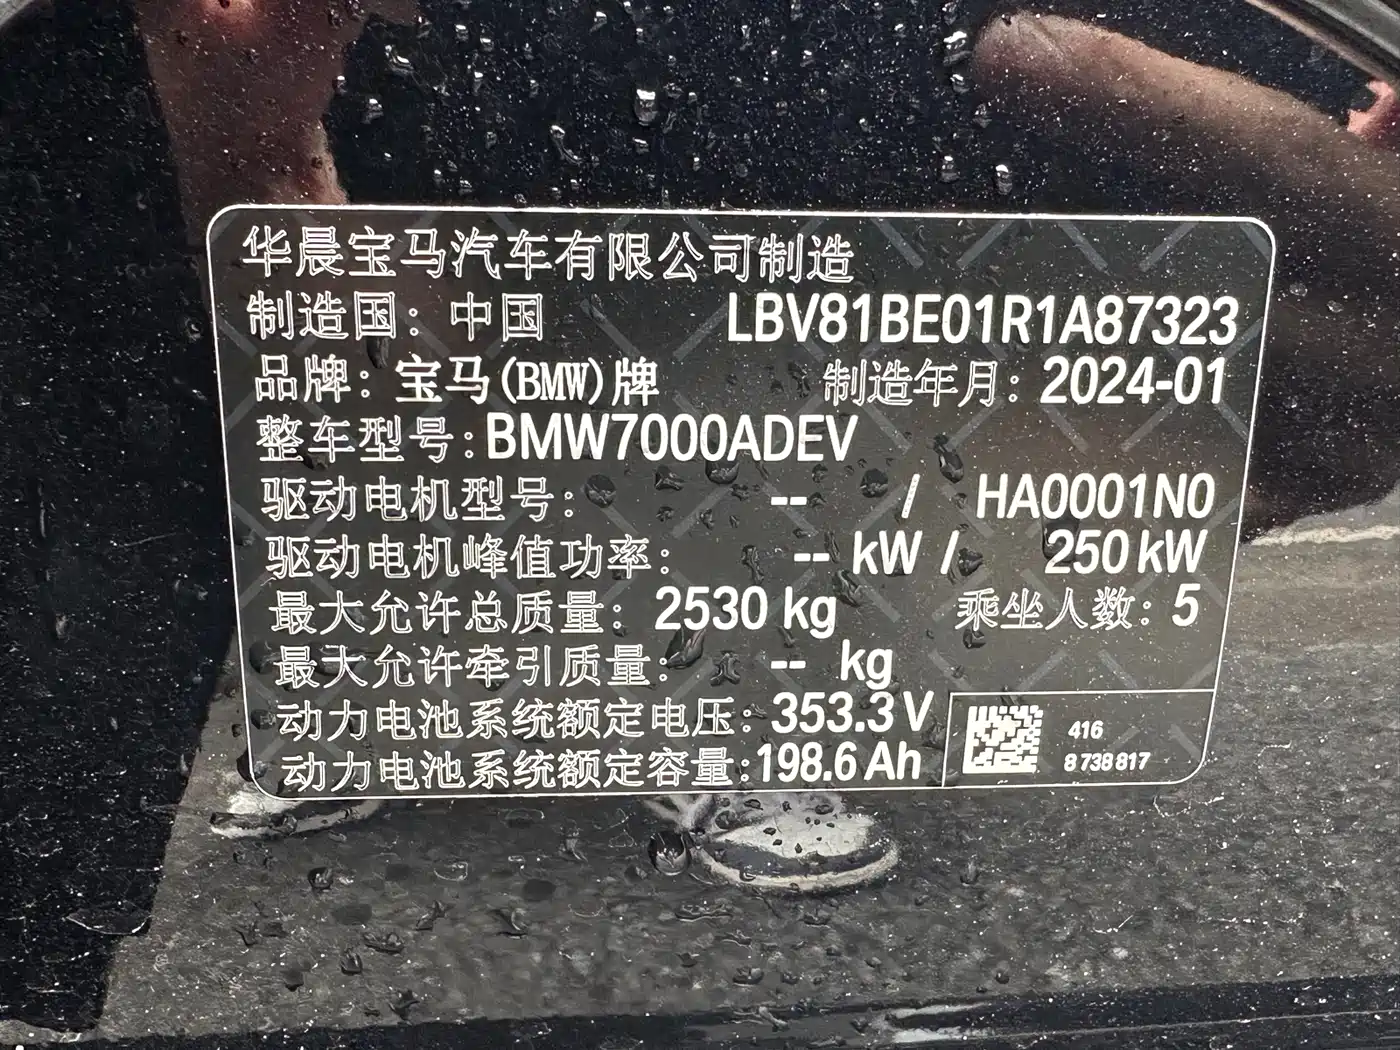 华晨宝马汽车有限公司制造
制造国：中国 LBV81BE01R1A87323
品牌：宝马(BMW)牌 制造年月：2024-01
整车型号：BMW7000ADEV
驱动电机型号： -- / HA0001N0
驱动电机峰值功率： -- kW / 250 kW
最大允许总质量：2530 kg 乘坐人数：5
最大允许牵引质量： -- kg
动力电池系统额定电压：353.3 V
动力电池系统额定容量：198.6 Ah
416
8 738 817